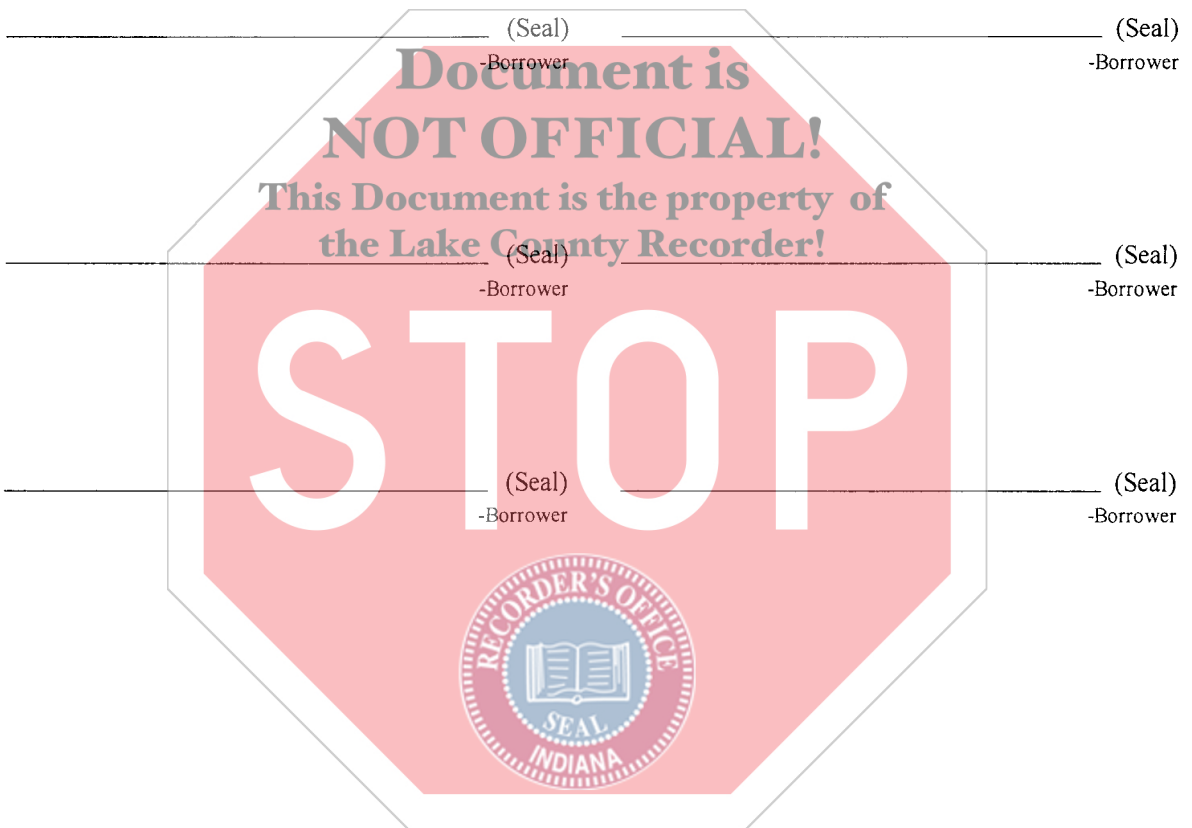 (Seal) (Seal)
-Borrower -Borrower
Document is
NOT OFFICIAL!
This Document is the property of
the Lake County Recorder!
(Seal) (Seal)
-Borrower -Borrower
STOP
(Seal) (Seal)
-Borrower -Borrower
RECORDER'S OFFICE
SEAL
INDIANA